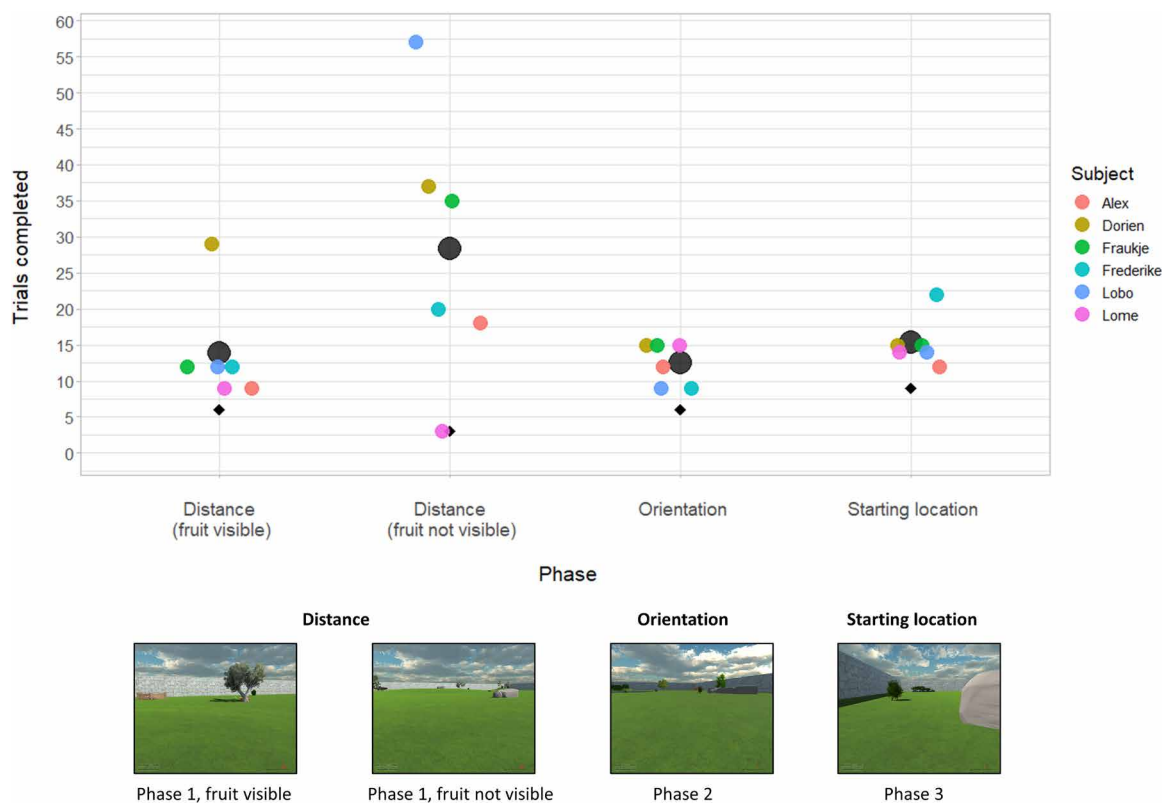 60
55
50
45
40
35
30
25
20
15
10
5
0
Trials completed
Subject
Alex
Dorien
Fraukje
Frederike
Lobo
Lome
Distance
(fruit visible)
Distance
(fruit not visible)
Orientation
Starting location
Phase
Distance
Orientation
Starting location
Phase 1, fruit visible
Phase 1, fruit not visible
Phase 2
Phase 3